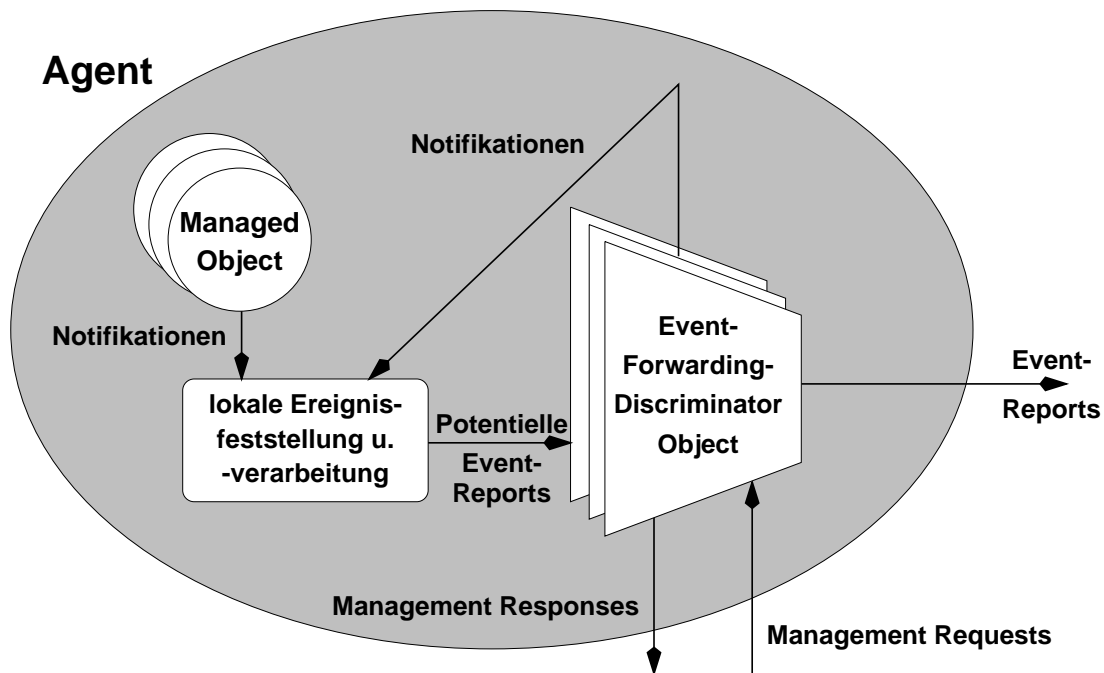 Agent
Notifikationen
Managed
Object
Notifikationen
lokale Ereignis-
feststellung u.
-verarbeitung
Potentielle
Event-
Reports
Event-
Forwarding-
Discriminator
Object
Event-
Reports
Management Responses
Management Requests